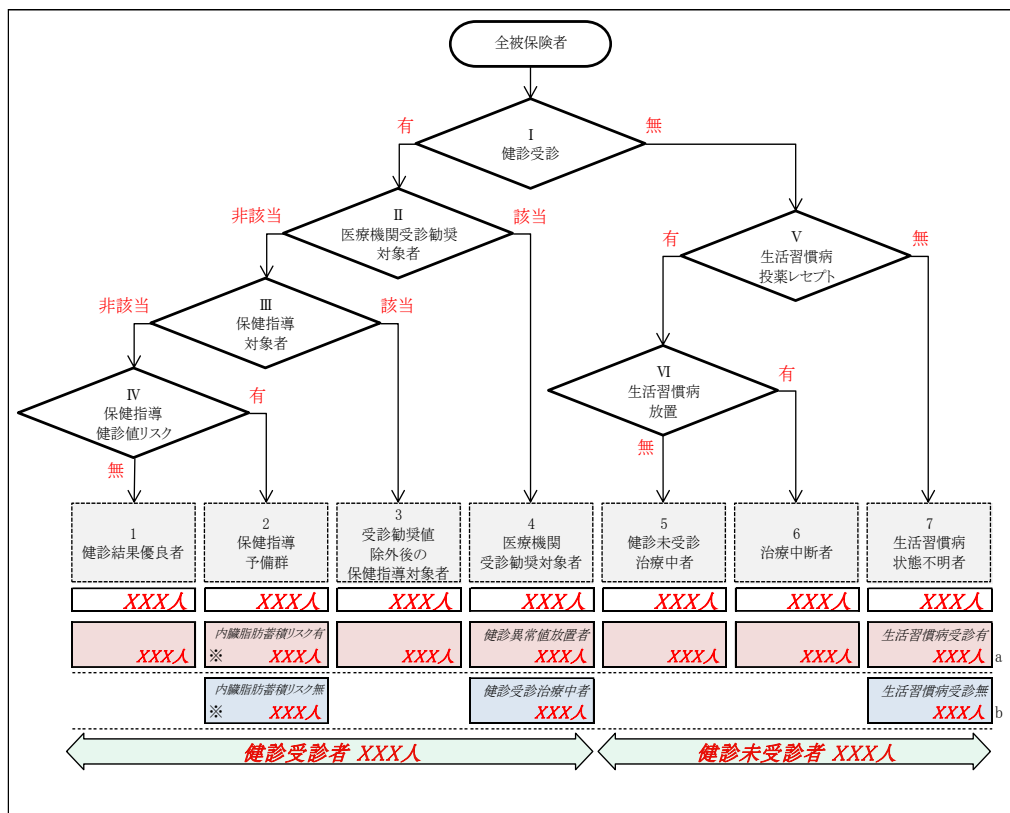 全被保険者
Ⅰ
健診受診
有
無
Ⅱ
医療機関受診勧奨
対象者
非該当
該当
Ⅴ
生活習慣病
投薬レセプト
有
無
Ⅲ
保健指導
対象者
非該当
該当
Ⅵ
生活習慣病
放置
有
無
Ⅳ
保健指導
健診値リスク
有
無
1
健診結果優良者
2
保健指導
予備群
3
受診勧奨値
除外後の
保健指導対象者
4
医療機関
受診勧奨対象者
5
健診未受診
治療中者
6
治療中断者
7
生活習慣病
状態不明者
XXX人
XXX人
XXX人
XXX人
XXX人
XXX人
XXX人
XXX人
内臓脂肪蓄積リスク有
※ XXX人
XXX人
健診異常値放置者
XXX人
XXX人
XXX人
生活習慣病受診有
XXX人
a
内臓脂肪蓄積リスク無
※ XXX人
健診受診治療中者
XXX人
生活習慣病受診無
XXX人
b
健診受診者 XXX人
健診未受診者 XXX人